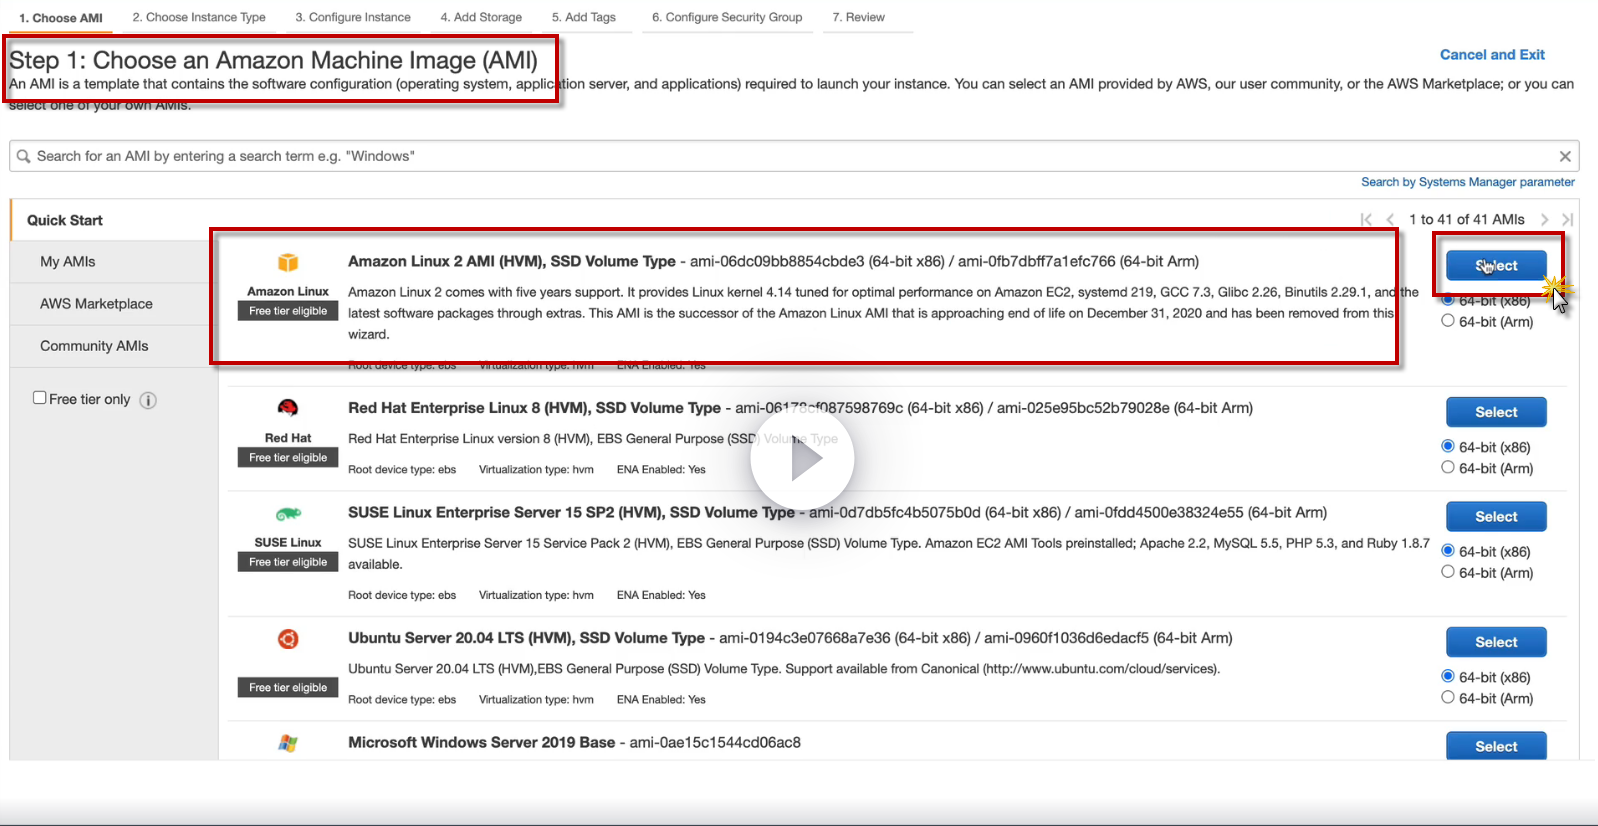 1. Choose AMI 2. Choose Instance Type 3. Configure Instance 4. Add Storage 5. Add Tags 6. Configure Security Group 7. Review
Step 1: Choose an Amazon Machine Image (AMI)
Cancel and Exit
An AMI is a template that contains the software configuration (operating system, application server, and applications) required to launch your instance. You can select an AMI provided by AWS, our user community, or the AWS Marketplace; or you can
select one of your own AMIs.
Search for an AMI by entering a search term e.g. "Windows"
Search by Systems Manager parameter
Quick Start
My AMIs
AWS Marketplace
Community AMIs
Free tier only
1 to 41 of 41 AMIs
Amazon Linux
Free tier eligible
Amazon Linux 2 AMI (HVM), SSD Volume Type - ami-06dc09bb8854cbde3 (64-bit x86) / ami-0fb7dbff7a1efc766 (64-bit Arm)
Amazon Linux 2 comes with five years support. It provides Linux kernel 4.14 tuned for optimal performance on Amazon EC2, systemd 219, GCC 7.3, Glibc 2.26, Binutils 2.29.1, and the
latest software packages through extras. This AMI is the successor of the Amazon Linux AMI that is approaching end of life on December 31, 2020 and has been removed from this
wizard.
Root device type: ebs Virtualization type: hvm ENA Enabled: Yes
Select
64-bit (x86)
64-bit (Arm)
Red Hat
Free tier eligible
Red Hat Enterprise Linux 8 (HVM), SSD Volume Type - ami-06178cf087598769c (64-bit x86) / ami-025e95bc52b79028e (64-bit Arm)
Red Hat Enterprise Linux version 8 (HVM), EBS General Purpose (SSD) Volume Type
Root device type: ebs Virtualization type: hvm ENA Enabled: Yes
Select
64-bit (x86)
64-bit (Arm)
SUSE Linux
Free tier eligible
SUSE Linux Enterprise Server 15 SP2 (HVM), SSD Volume Type - ami-0d7db5fc4b5075b0d (64-bit x86) / ami-0fdd4500e38324e55 (64-bit Arm)
SUSE Linux Enterprise Server 15 Service Pack 2 (HVM), EBS General Purpose (SSD) Volume Type. Amazon EC2 AMI Tools preinstalled; Apache 2.2, MySQL 5.5, PHP 5.3, and Ruby 1.8.7
available.
Root device type: ebs Virtualization type: hvm ENA Enabled: Yes
Select
64-bit (x86)
64-bit (Arm)
Free tier eligible
Ubuntu Server 20.04 LTS (HVM), SSD Volume Type - ami-0194c3e07668a7e36 (64-bit x86) / ami-0960f1036d6edacf5 (64-bit Arm)
Ubuntu Server 20.04 LTS (HVM),EBS General Purpose (SSD) Volume Type. Support available from Canonical (http://www.ubuntu.com/cloud/services).
Root device type: ebs Virtualization type: hvm ENA Enabled: Yes
Select
64-bit (x86)
64-bit (Arm)
Microsoft Windows Server 2019 Base - ami-0ae15c1544cd06ac8
Select